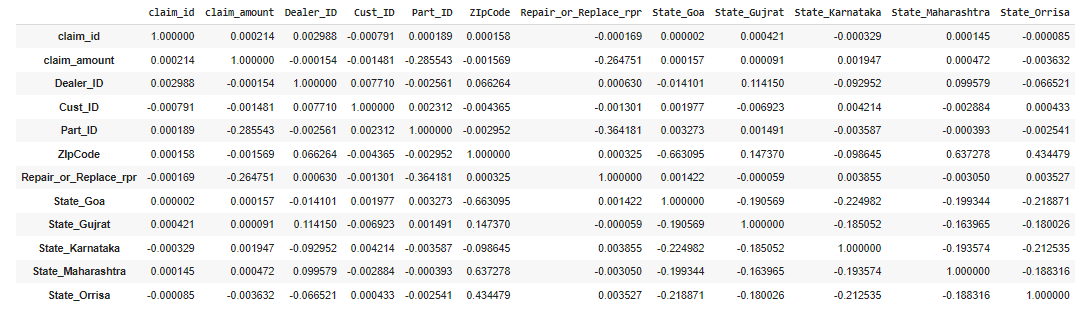 claim_id claim_amount Dealer_ID Cust_ID Part_ID ZIpCode Repair_or_Replace_rpr State_Goa State_Gujrat State_Karnataka State_Maharashtra State_Orrisa
claim_id 1.000000 0.000214 0.002988 -0.000791 0.000189 0.000158 -0.000169 0.000002 0.000421 -0.000329 0.000145 -0.000085
claim_amount 0.000214 1.000000 -0.000154 -0.001481 -0.285543 -0.001569 -0.264751 0.000157 0.000091 0.001947 0.000472 -0.003632
Dealer_ID 0.002988 -0.000154 1.000000 0.007710 -0.002561 0.066264 0.000630 -0.014101 0.114150 -0.092952 0.099579 -0.066521
Cust_ID -0.000791 -0.001481 0.007710 1.000000 0.002312 -0.004365 -0.001301 0.001977 -0.006923 0.004214 -0.002884 0.000433
Part_ID 0.000189 -0.285543 -0.002561 0.002312 1.000000 -0.002952 -0.364181 0.003273 0.001491 -0.003587 -0.000393 -0.002541
ZIpCode 0.000158 -0.001569 0.066264 -0.004365 -0.002952 1.000000 0.000325 -0.663095 0.147370 -0.098645 0.637278 0.434479
Repair_or_Replace_rpr -0.000169 -0.264751 0.000630 -0.001301 -0.364181 0.000325 1.000000 0.001422 -0.000059 0.003855 -0.003050 0.003527
State_Goa 0.000002 0.000157 -0.014101 0.001977 0.003273 -0.663095 0.001422 1.000000 -0.190569 -0.224982 -0.199344 -0.218871
State_Gujrat 0.000421 0.000091 0.114150 -0.006923 0.001491 0.147370 -0.000059 -0.190569 1.000000 -0.185052 -0.163965 -0.180026
State_Karnataka -0.000329 0.001947 -0.092952 0.004214 -0.003587 -0.098645 0.003855 -0.224982 -0.185052 1.000000 -0.193574 -0.212535
State_Maharashtra 0.000145 0.000472 0.099579 -0.002884 -0.000393 0.637278 -0.003050 -0.199344 -0.163965 -0.193574 1.000000 -0.188316
State_Orrisa -0.000085 -0.003632 -0.066521 0.000433 -0.002541 0.434479 0.003527 -0.218871 -0.180026 -0.212535 -0.188316 1.000000